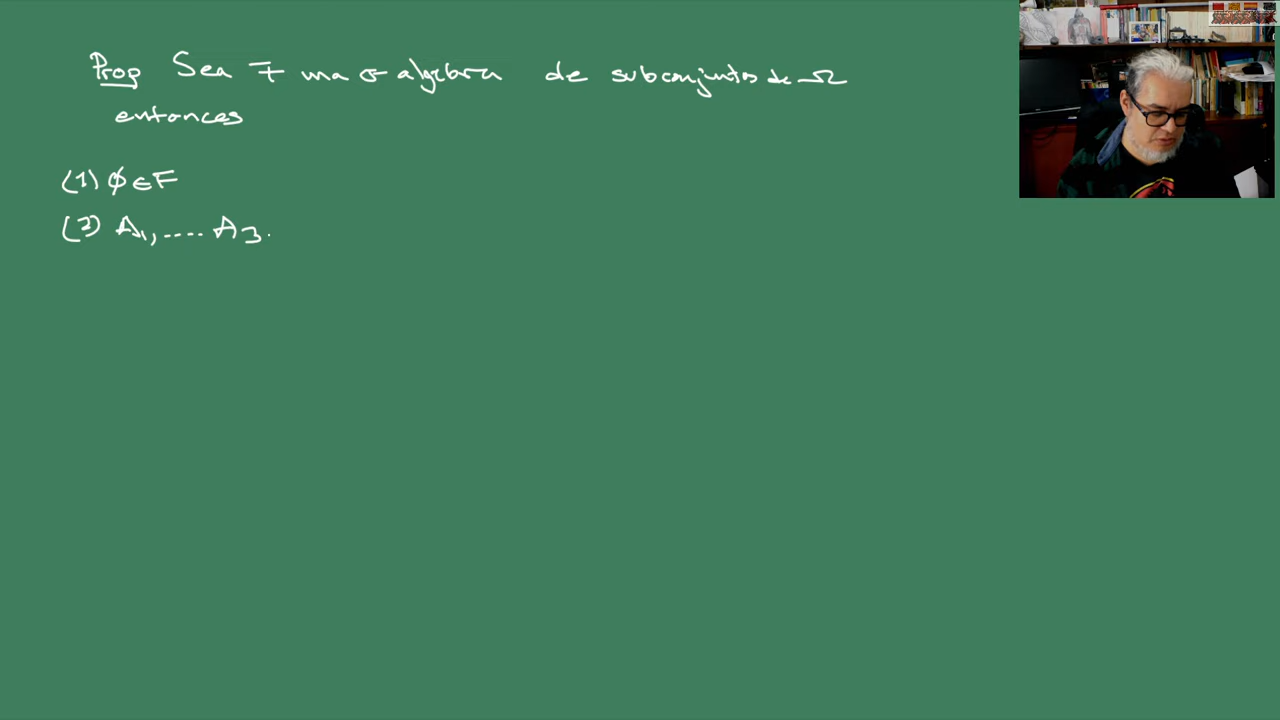 Prop Sea F una σ algebra de subconjuntos de Ω
entonces
(1) ∅ ∈ F
(2) A₁, .... A₃.